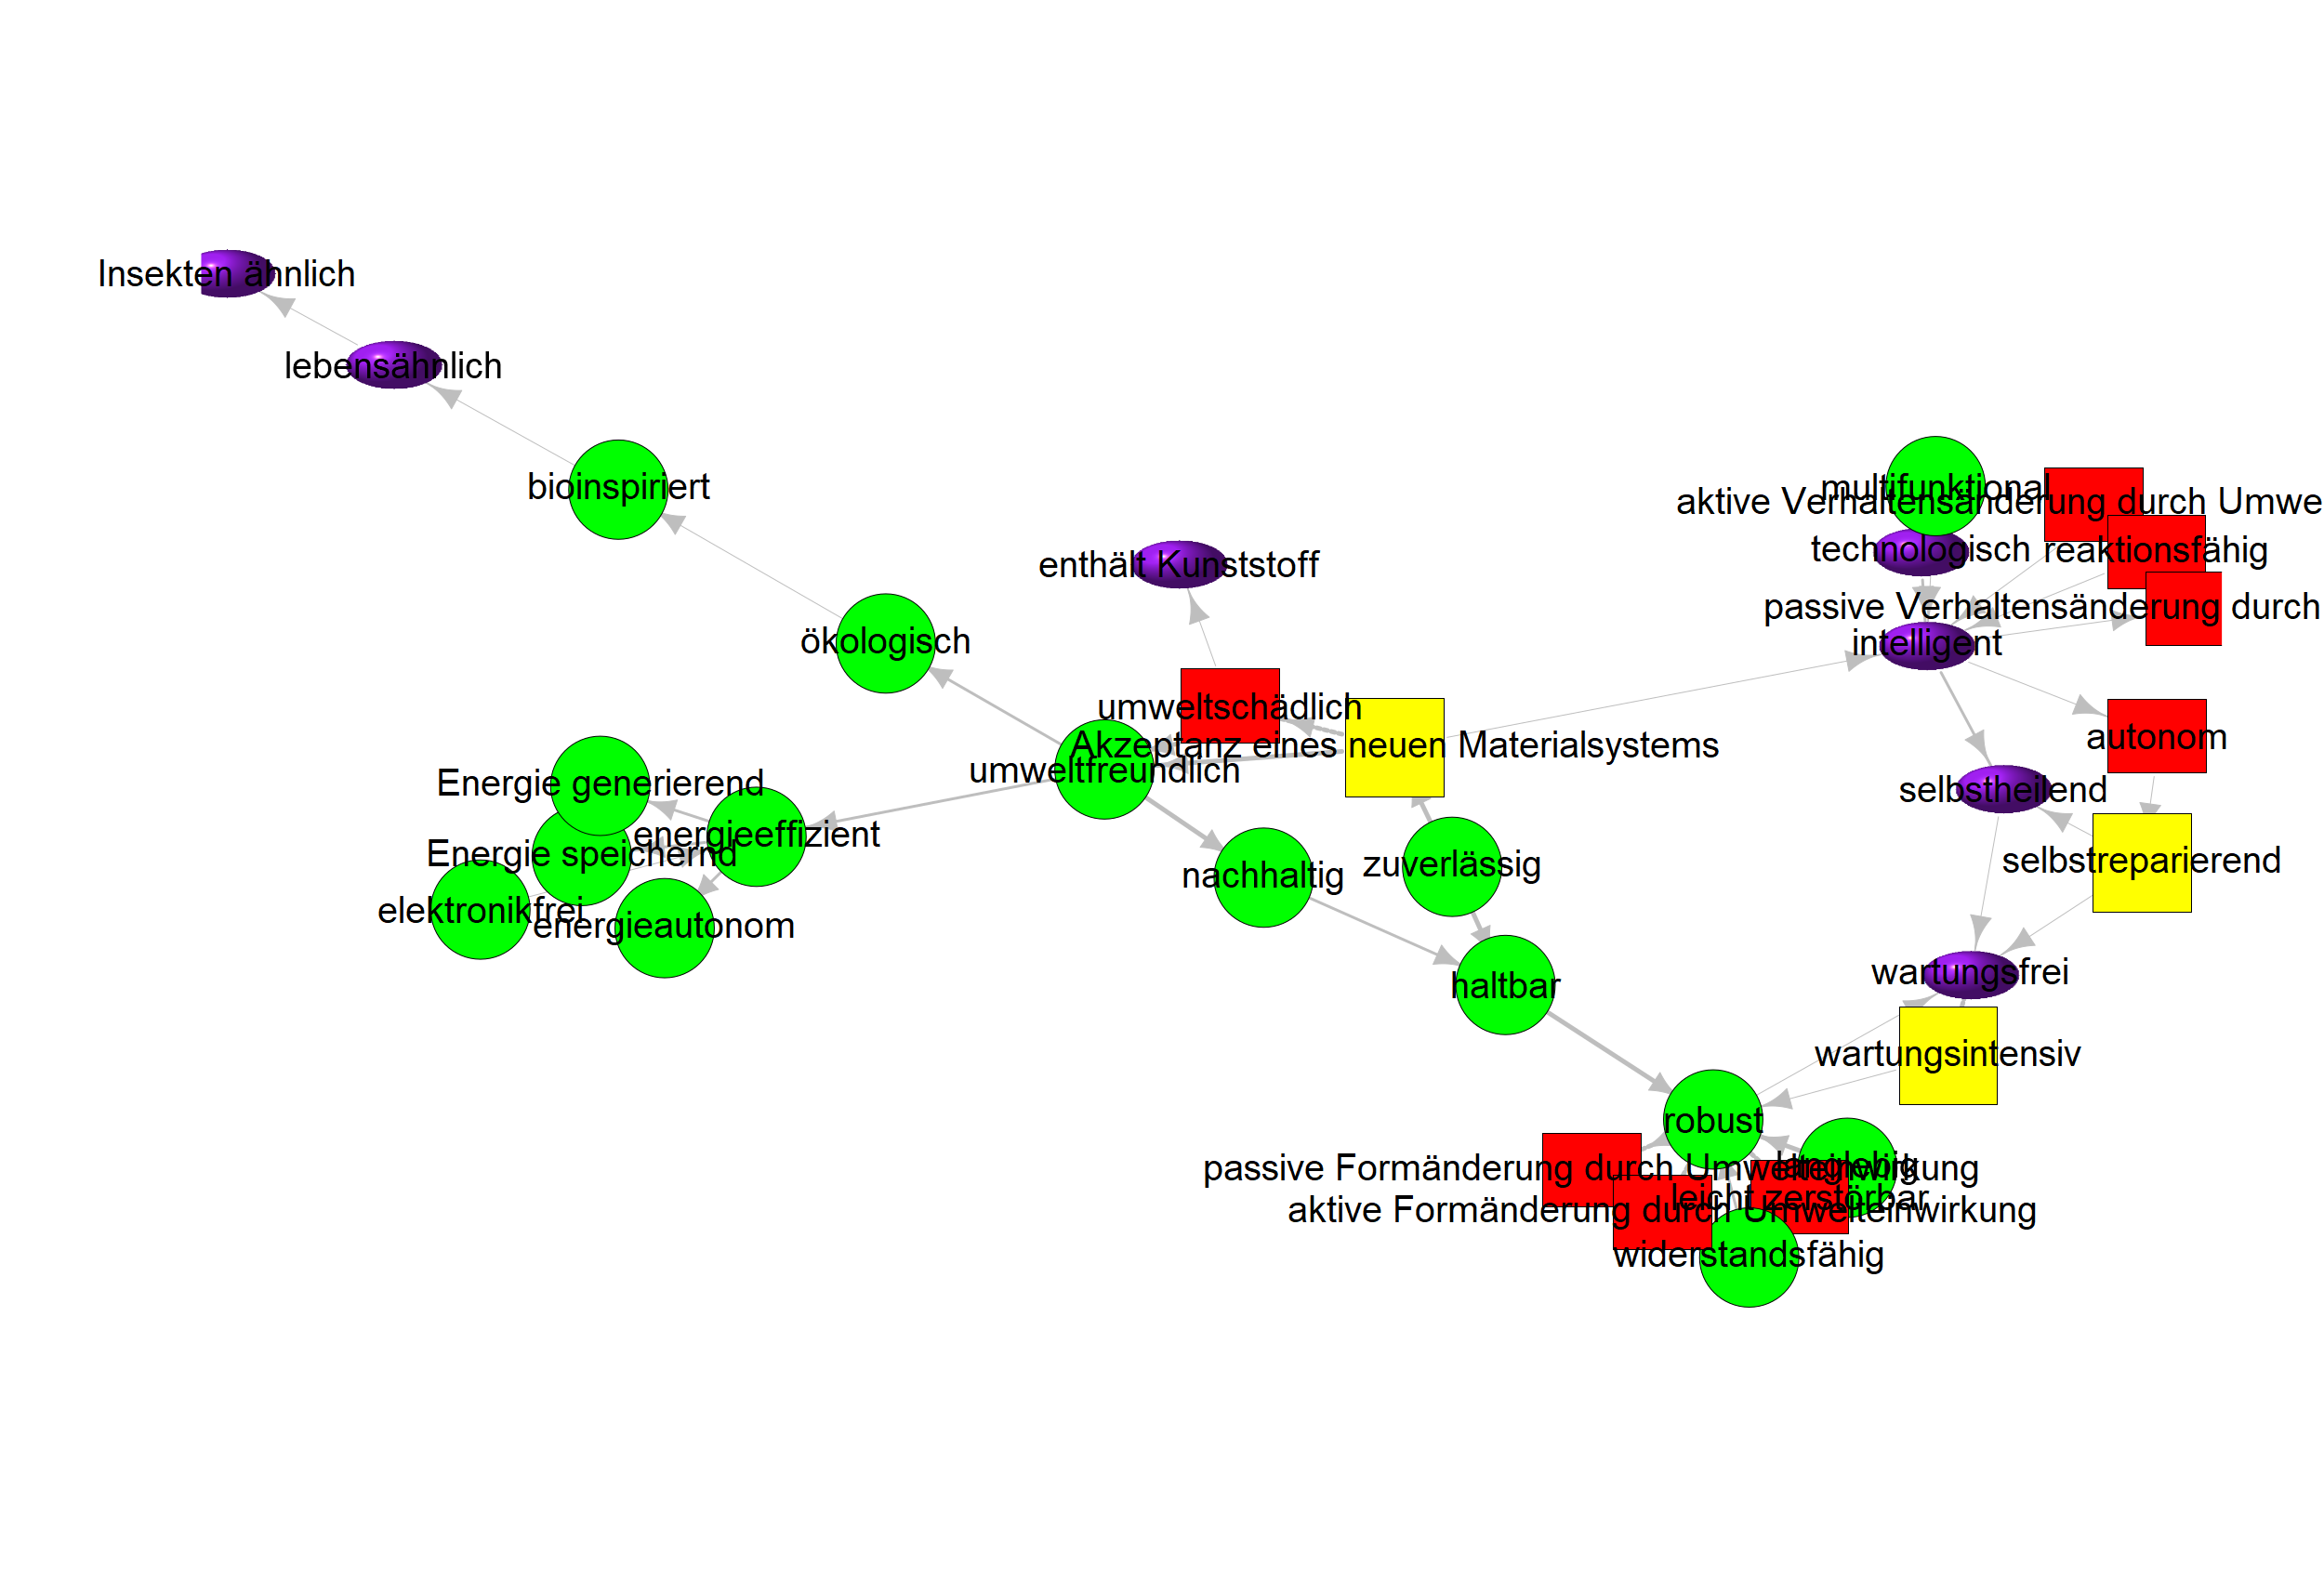 Insekten ähnlich
lebensähnlich
bioinspiriert
multifunktional
aktive Verhaltensänderung durch Umwe
technologisch
reaktionsfähig
enthält Kunststoff
passive Verhaltensänderung durch
ökologisch
intelligent
umweltschädlich
autonom
Akzeptanz eines neuen Materialsystems
umweltfreundlich
Energie generierend
selbstheilend
energieeffizient
Energie speichernd
selbstreparierend
zuverlässig
nachhaltig
elektronikfrei
energieautonom
wartungsfrei
haltbar
wartungsintensiv
robust
langlebig
passive Formänderung durch Umwelteinwirkung
leicht zerstörbar
aktive Formänderung durch Umwelteinwirkung
widerstandsfähig